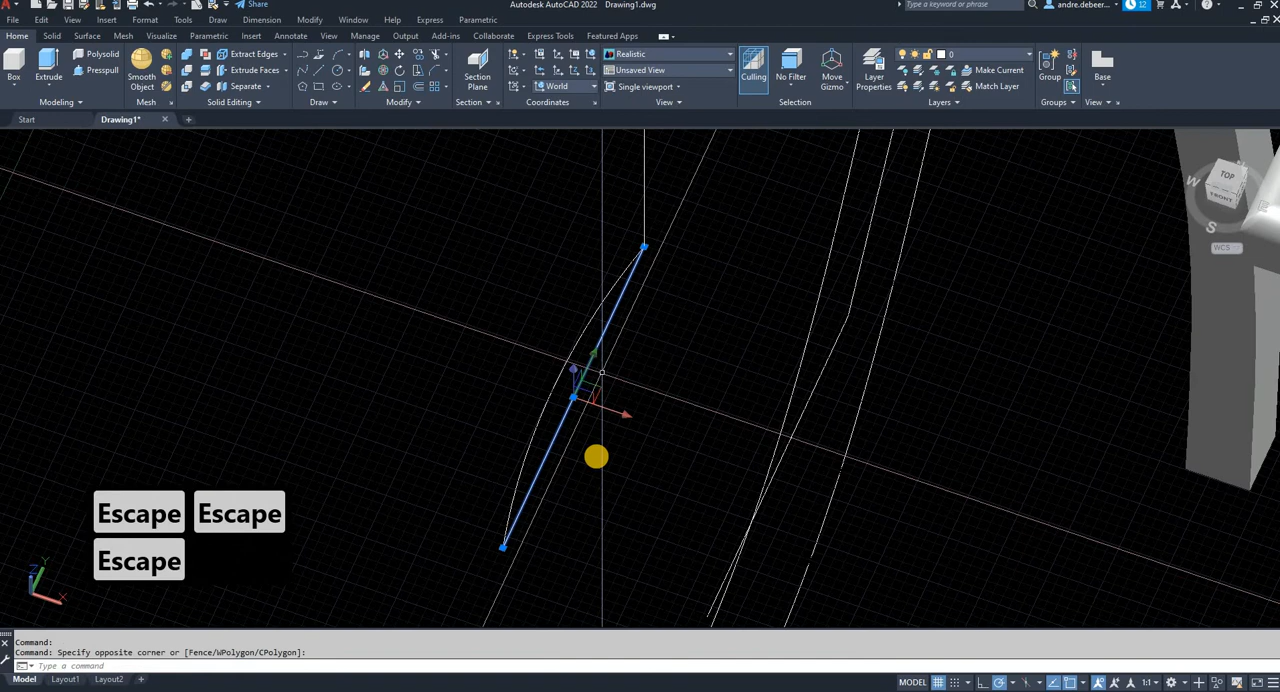 Share
Autodesk AutoCAD 2022 Drawing1.dwg
Type a keyword or phrase
andre.debeer...
12
File Edit View Insert Format Tools Draw Dimension Modify Window Help Express Parametric
Home Solid Surface Mesh Visualize Parametric Insert Annotate View Manage Output Add-ins Collaborate Express Tools Featured Apps
Polysolid
Presspull
Box
Extrude
Smooth
Object
Extrude Edges
Extrude Faces
Separate
Section
Plane
World
Realistic
Unsaved View
Single viewport
Culling
No Filter
Move
Gizmo
Layer
Properties
0
Make Current
Match Layer
Group
Base
Modeling
Mesh
Solid Editing
Draw
Modify
Section
Coordinates
View
Selection
Layers
Groups
View
Start
Drawing1*
TOP
FRONT
W
S
E
WCS
Escape Escape
Escape
Z Y X
Command:
Command: Specify opposite corner or [Fence/WPolygon/CPolygon]:
Type a command
Model Layout1 Layout2 +
MODEL
1:1